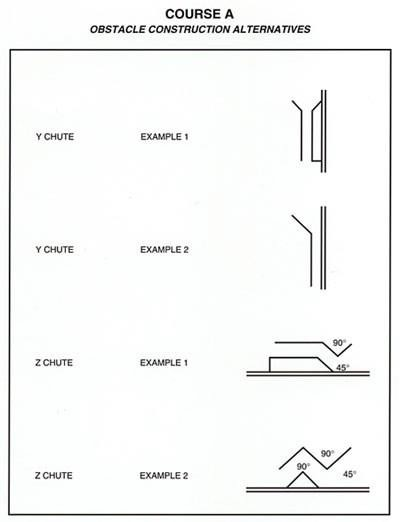 COURSE A
OBSTACLE CONSTRUCTION ALTERNATIVES
Y CHUTE EXAMPLE 1
Y CHUTE EXAMPLE 2
Z CHUTE EXAMPLE 1 90°
45°
Z CHUTE EXAMPLE 2 90° 90° 45°